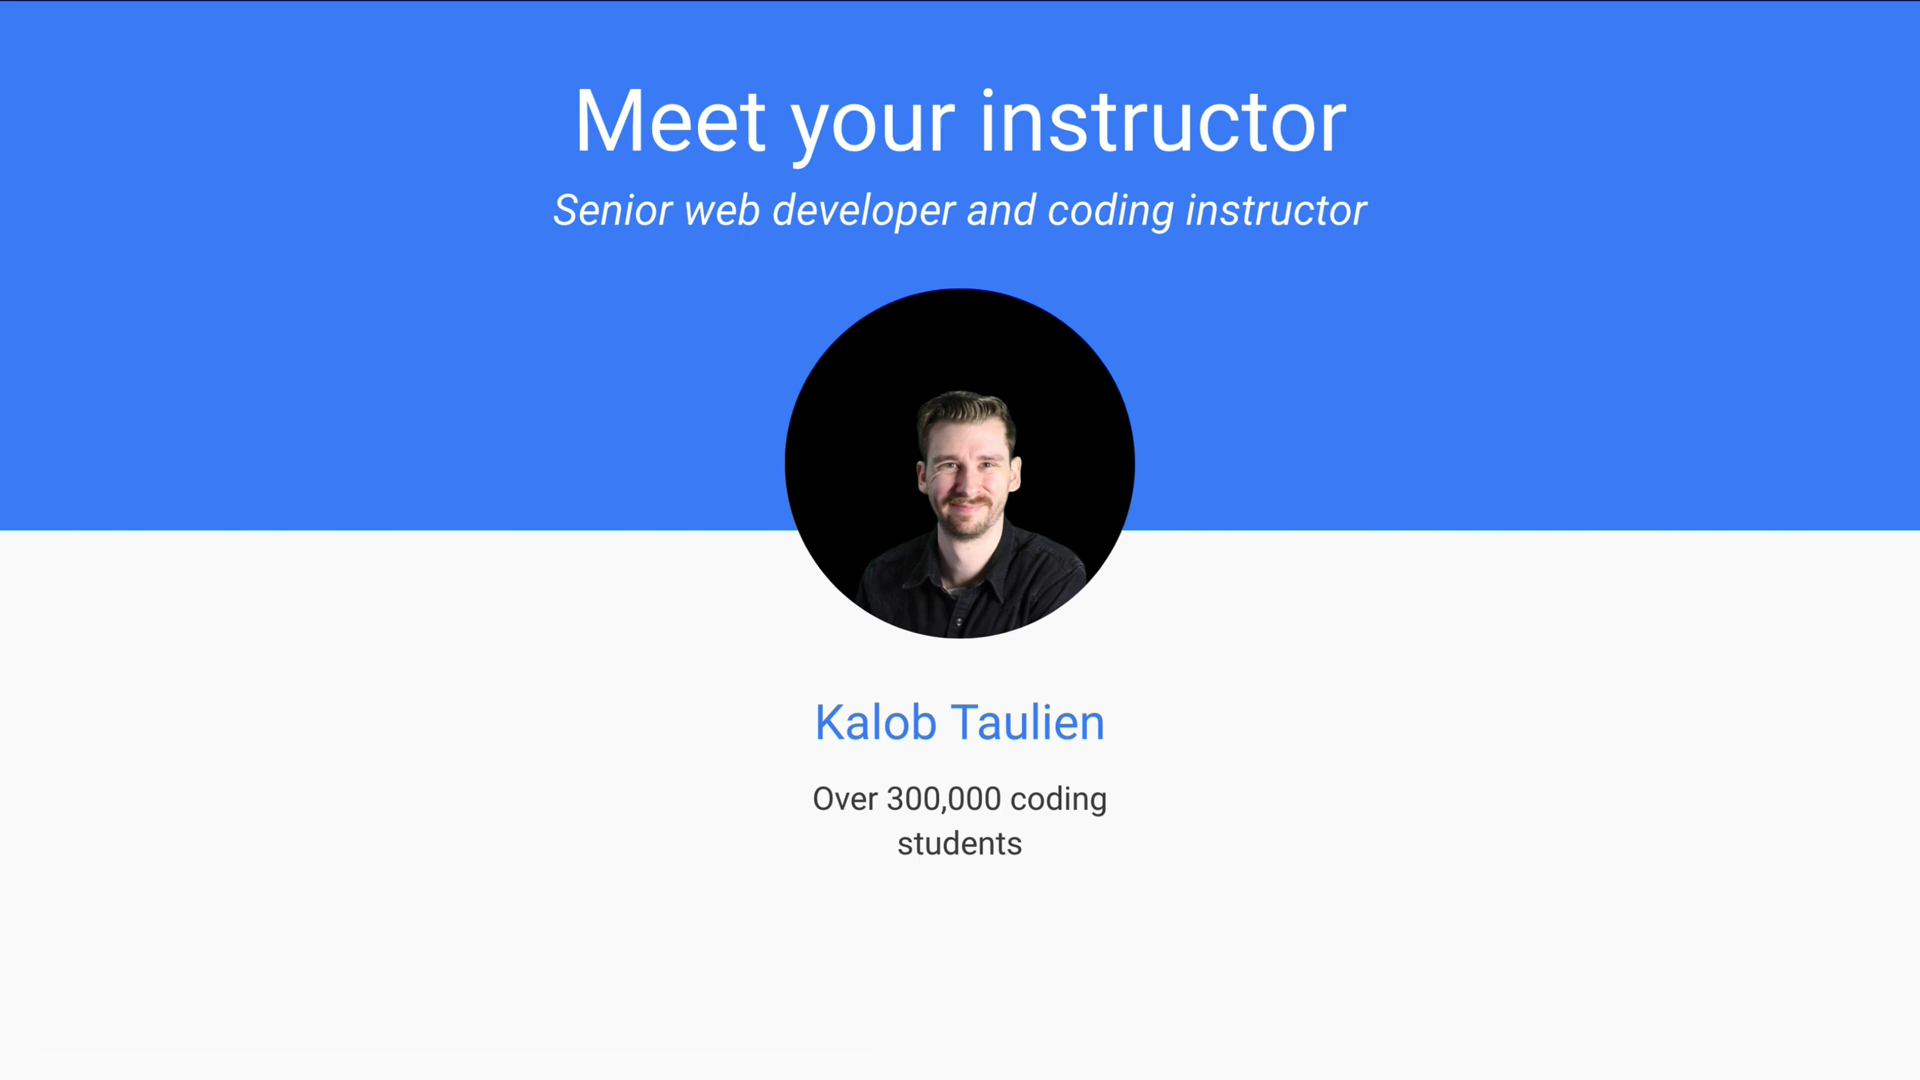 Meet your instructor
Senior web developer and coding instructor
Kalob Taulien
Over 300,000 coding
students